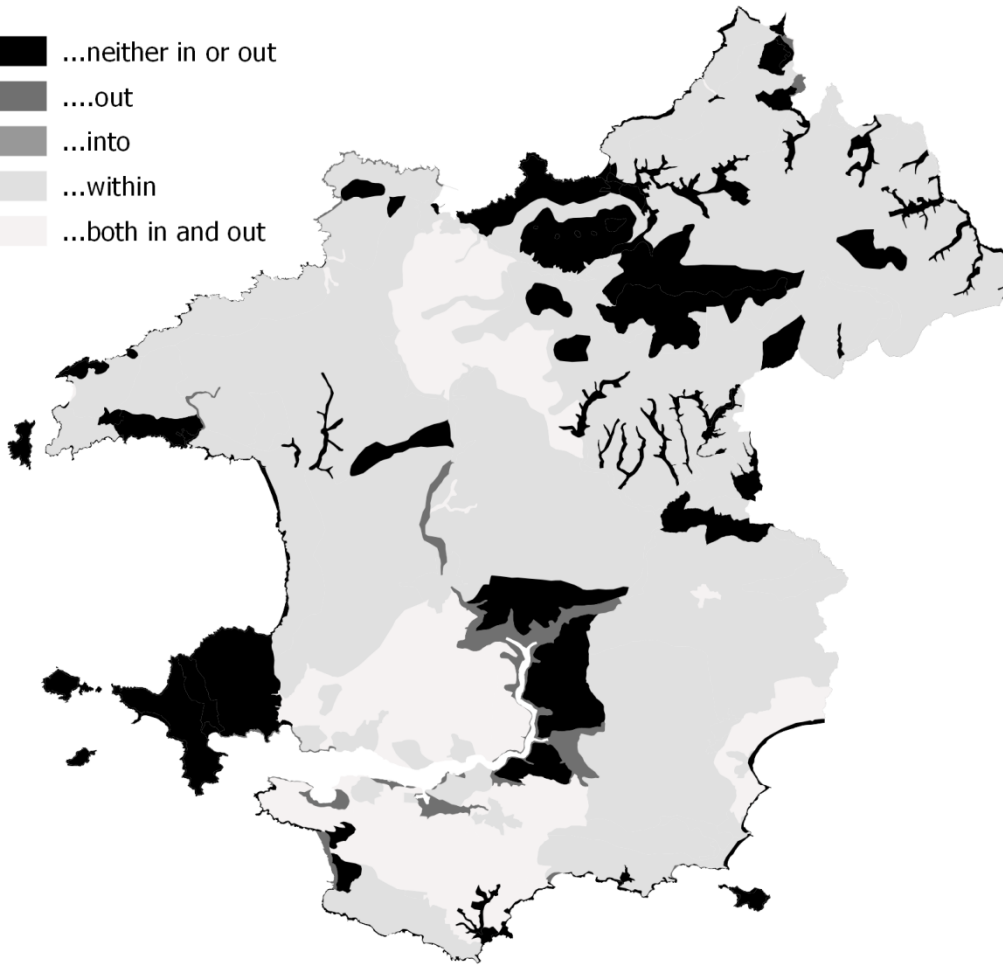 ...neither in or out
....out
...into
...within
...both in and out